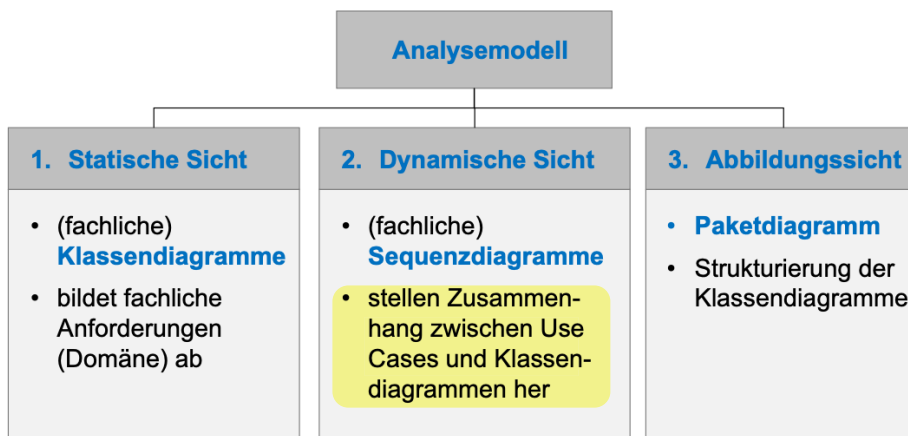 Analysemodell
1. Statische Sicht
• (fachliche)
Klassendiagramme
• bildet fachliche
Anforderungen
(Domäne) ab
2. Dynamische Sicht
• (fachliche)
Sequenzdiagramme
• stellen Zusammen-
hang zwischen Use
Cases und Klassen-
diagrammen her
3. Abbildungssicht
• Paketdiagramm
• Strukturierung der
Klassendiagramme